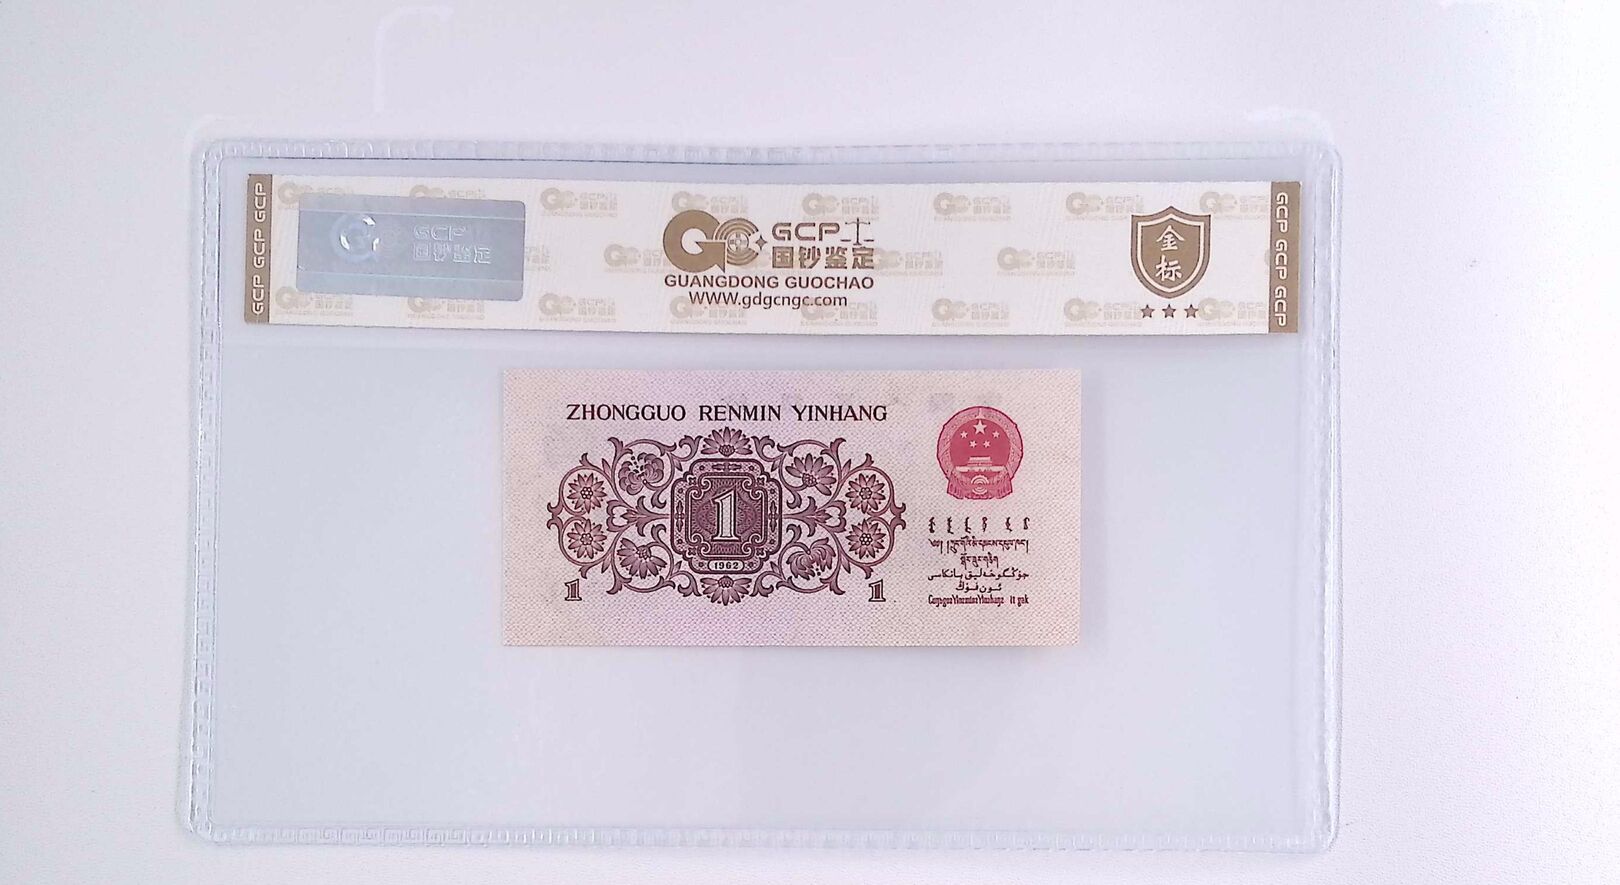 GCP GCP GCP
GCP
国钞鉴定
GCP
国钞鉴定
GUANGDONG GUOCHAO
WWW.gdgcngc.com
金
标
GCP GCP GCP
ZHONGGUO RENMIN YINHANG
1
1962
1
1